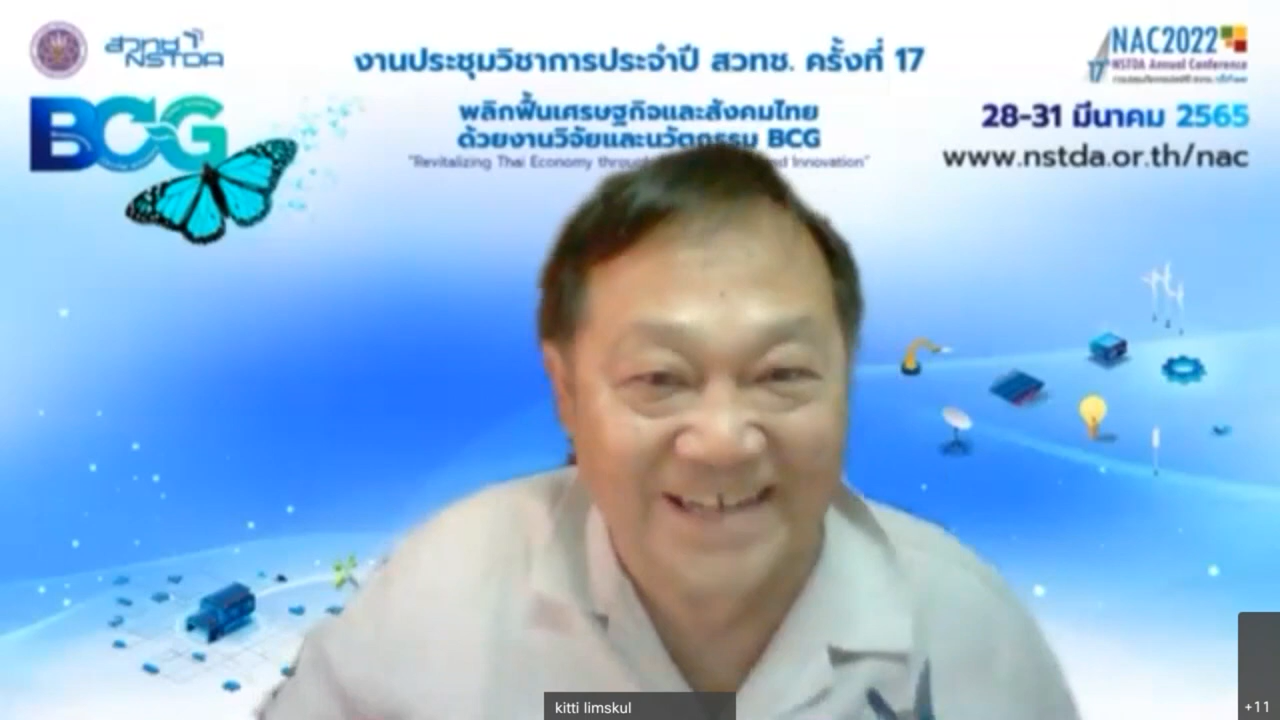 สวทช
NSTDA
งานประชุมวิชาการประจำปี สวทช. ครั้งที่ 17
NAC2022
17
NSTDA Annual Conference
BCG
พลิกฟื้นเศรษฐกิจและสังคมไทย
ด้วยงานวิจัยและนวัตกรรม BCG
"Revitalizing Thai Economy through
Innovation"
28-31 มีนาคม 2565
www.nstda.or.th/nac
kitti limskul
+11